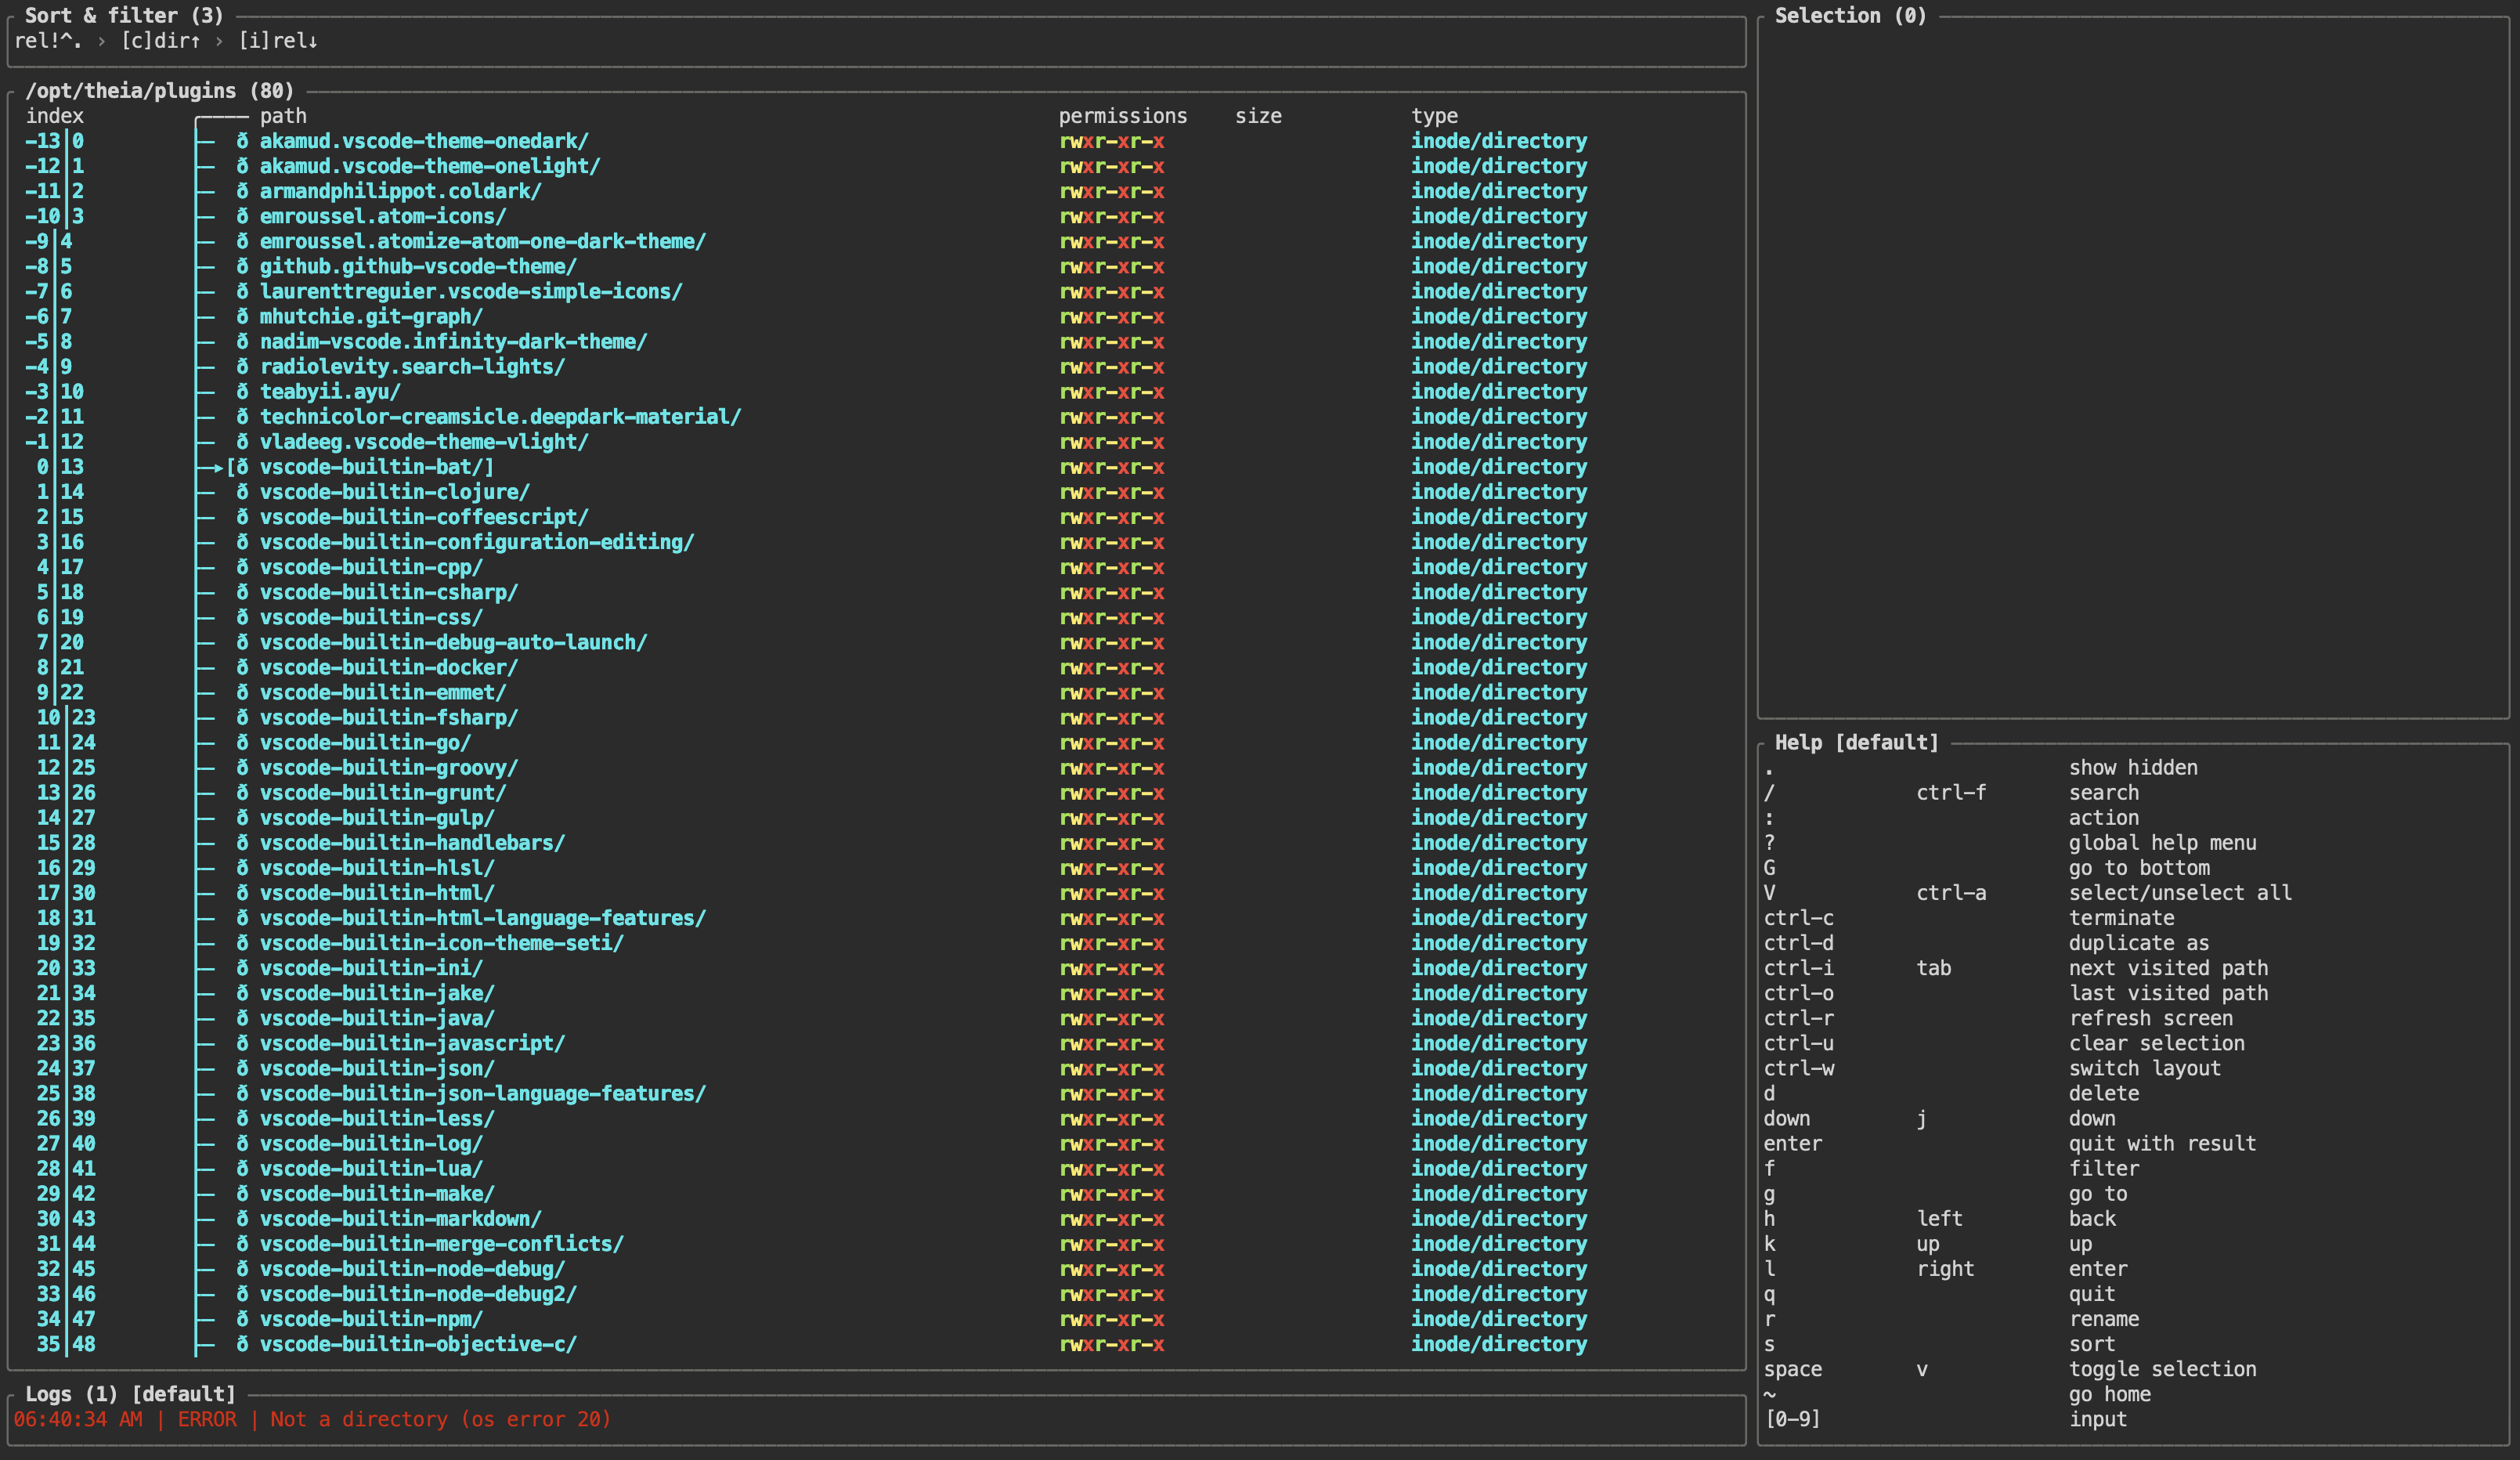 Sort & filter (3)
rel!^. › [c]dir↑ › [i]rel↓
/opt/theia/plugins (80)
index path permissions size type
-13|0 ð akamud.vscode-theme-onedark/ rwxr-xr-x inode/directory
-12|1 ð akamud.vscode-theme-onelight/ rwxr-xr-x inode/directory
-11|2 ð armandphilippot.coldark/ rwxr-xr-x inode/directory
-10|3 ð emroussel.atom-icons/ rwxr-xr-x inode/directory
-9|4 ð emroussel.atomize-atom-one-dark-theme/ rwxr-xr-x inode/directory
-8|5 ð github.github-vscode-theme/ rwxr-xr-x inode/directory
-7|6 ð laurenttreguier.vscode-simple-icons/ rwxr-xr-x inode/directory
-6|7 ð mhutchie.git-graph/ rwxr-xr-x inode/directory
-5|8 ð nadim-vscode.infinity-dark-theme/ rwxr-xr-x inode/directory
-4|9 ð radiolevity.search-lights/ rwxr-xr-x inode/directory
-3|10 ð teabyii.ayu/ rwxr-xr-x inode/directory
-2|11 ð technicolor-creamsicle.deepdark-material/ rwxr-xr-x inode/directory
-1|12 ð vladeeg.vscode-theme-vlight/ rwxr-xr-x inode/directory
0|13 ▸[ð vscode-builtin-bat/] rwxr-xr-x inode/directory
1|14 ð vscode-builtin-clojure/ rwxr-xr-x inode/directory
2|15 ð vscode-builtin-coffeescript/ rwxr-xr-x inode/directory
3|16 ð vscode-builtin-configuration-editing/ rwxr-xr-x inode/directory
4|17 ð vscode-builtin-cpp/ rwxr-xr-x inode/directory
5|18 ð vscode-builtin-csharp/ rwxr-xr-x inode/directory
6|19 ð vscode-builtin-css/ rwxr-xr-x inode/directory
7|20 ð vscode-builtin-debug-auto-launch/ rwxr-xr-x inode/directory
8|21 ð vscode-builtin-docker/ rwxr-xr-x inode/directory
9|22 ð vscode-builtin-emmet/ rwxr-xr-x inode/directory
10|23 ð vscode-builtin-fsharp/ rwxr-xr-x inode/directory
11|24 ð vscode-builtin-go/ rwxr-xr-x inode/directory
12|25 ð vscode-builtin-groovy/ rwxr-xr-x inode/directory
13|26 ð vscode-builtin-grunt/ rwxr-xr-x inode/directory
14|27 ð vscode-builtin-gulp/ rwxr-xr-x inode/directory
15|28 ð vscode-builtin-handlebars/ rwxr-xr-x inode/directory
16|29 ð vscode-builtin-hlsl/ rwxr-xr-x inode/directory
17|30 ð vscode-builtin-html/ rwxr-xr-x inode/directory
18|31 ð vscode-builtin-html-language-features/ rwxr-xr-x inode/directory
19|32 ð vscode-builtin-icon-theme-seti/ rwxr-xr-x inode/directory
20|33 ð vscode-builtin-ini/ rwxr-xr-x inode/directory
21|34 ð vscode-builtin-jake/ rwxr-xr-x inode/directory
22|35 ð vscode-builtin-java/ rwxr-xr-x inode/directory
23|36 ð vscode-builtin-javascript/ rwxr-xr-x inode/directory
24|37 ð vscode-builtin-json/ rwxr-xr-x inode/directory
25|38 ð vscode-builtin-json-language-features/ rwxr-xr-x inode/directory
26|39 ð vscode-builtin-less/ rwxr-xr-x inode/directory
27|40 ð vscode-builtin-log/ rwxr-xr-x inode/directory
28|41 ð vscode-builtin-lua/ rwxr-xr-x inode/directory
29|42 ð vscode-builtin-make/ rwxr-xr-x inode/directory
30|43 ð vscode-builtin-markdown/ rwxr-xr-x inode/directory
31|44 ð vscode-builtin-merge-conflicts/ rwxr-xr-x inode/directory
32|45 ð vscode-builtin-node-debug/ rwxr-xr-x inode/directory
33|46 ð vscode-builtin-node-debug2/ rwxr-xr-x inode/directory
34|47 ð vscode-builtin-npm/ rwxr-xr-x inode/directory
35|48 ð vscode-builtin-objective-c/ rwxr-xr-x inode/directory
Logs (1) [default]
06:40:34 AM | ERROR | Not a directory (os error 20)
Selection (0)
Help [default]
. show hidden
/ ctrl-f search
: action
? global help menu
G go to bottom
V ctrl-a select/unselect all
ctrl-c terminate
ctrl-d duplicate as
ctrl-i tab next visited path
ctrl-o last visited path
ctrl-r refresh screen
ctrl-u clear selection
ctrl-w switch layout
d delete
down j down
enter quit with result
f filter
g go to
h left back
k up up
l right enter
q quit
r rename
s sort
space v toggle selection
~ go home
[0-9] input